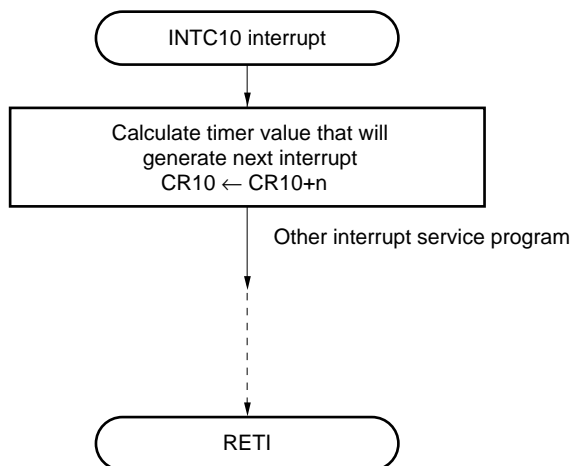 INTC10 interrupt
Calculate timer value that will
generate next interrupt
CR10 ← CR10+n
Other interrupt service program
RETI